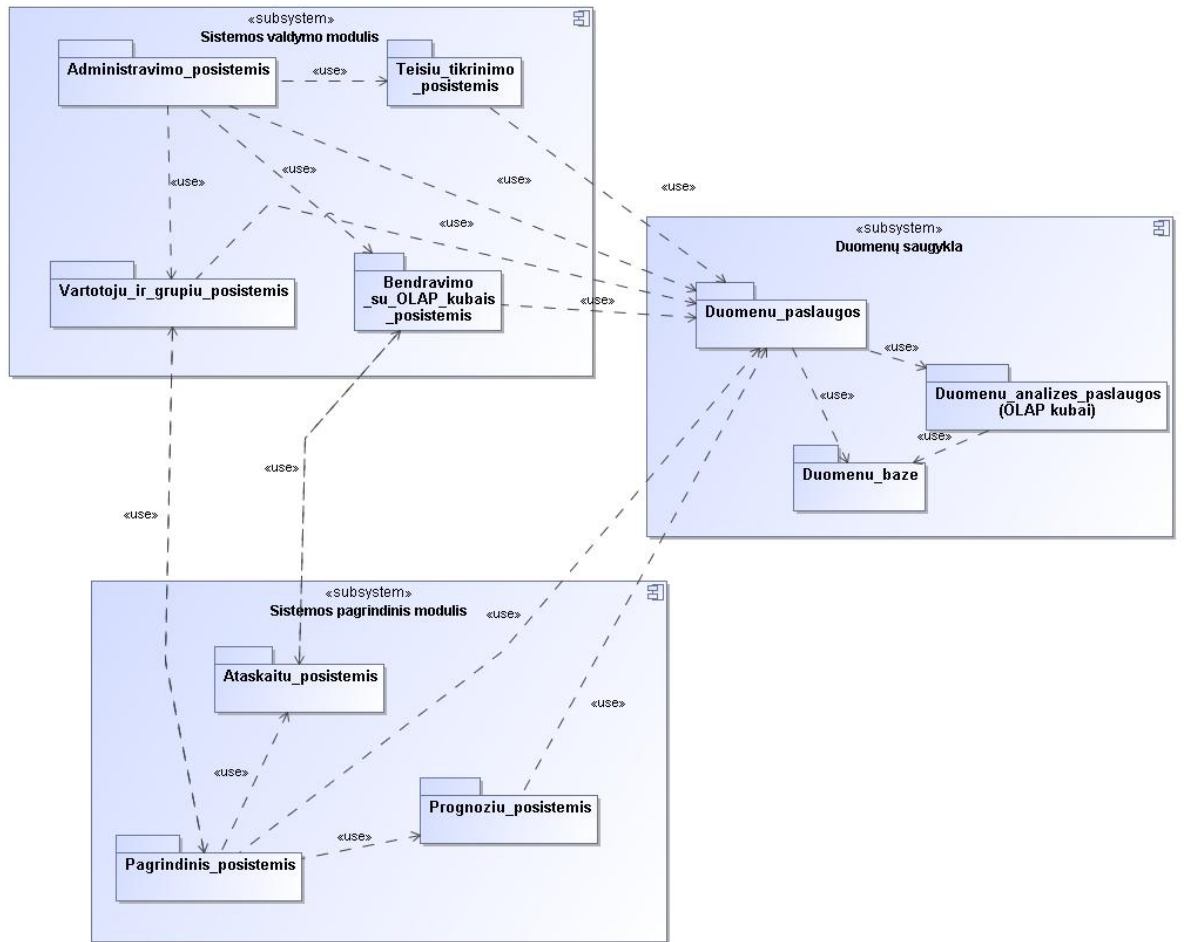 «subsystem»
Sistemos valdymo modulis
Administravimo_posistemis
«use»
Teisiu_tikrinimo
_posistemis
«use»
«use»
«use»
«use»
«use»
Vartotoju_ir_grupiu_posistemis
Bendravimo
_su_OLAP_kubais
_posistemis
«use»
«subsystem»
Duomenų saugykla
Duomenu_paslaugos
«use»
«use»
Duomenu_analizes_paslaugos
(OLAP kubai)
«use»
Duomenu_baze
«use»
«use»
«subsystem»
Sistemos pagrindinis modulis
«use»
Ataskaitu_posistemis
«use»
«use»
Prognoziu_posistemis
«use»
Pagrindinis_posistemis